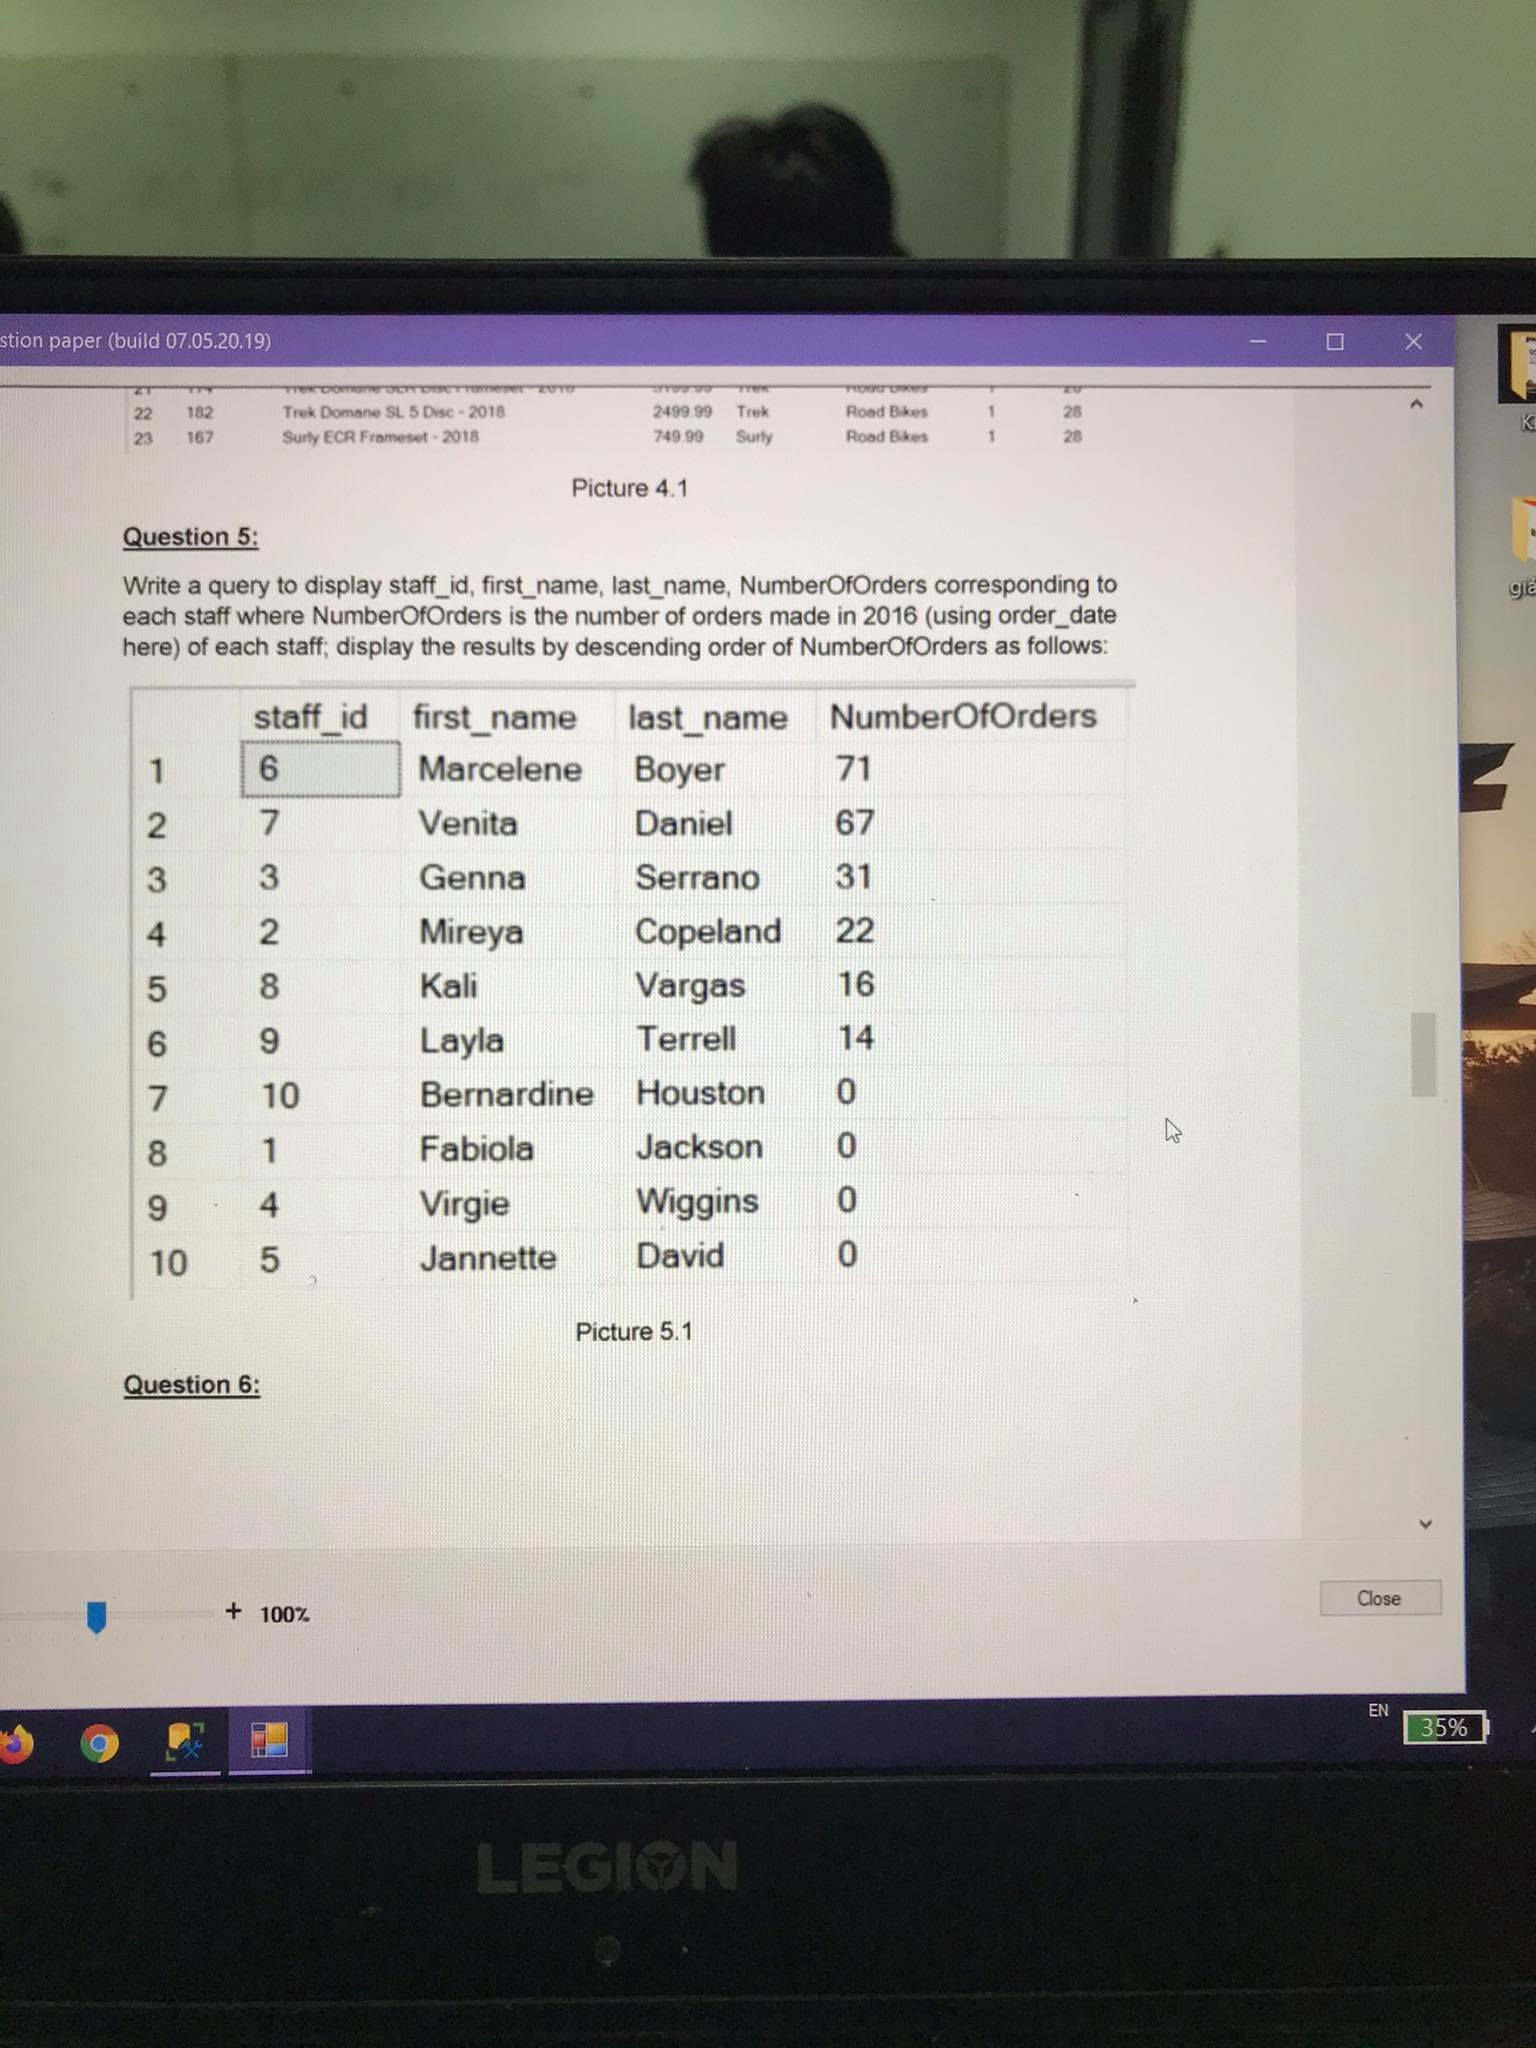 stion paper (build 07.05.20.19)
22 182 Trek Domane SL 5 Disc - 2018 2499.99 Trek Road Bikes 1 28
23 167 Surly ECR Frameset - 2018 749.99 Surly Road Bikes 1 28
Picture 4.1
Question 5:
Write a query to display staff_id, first_name, last_name, NumberOfOrders corresponding to
each staff where NumberOfOrders is the number of orders made in 2016 (using order_date
here) of each staff; display the results by descending order of NumberOfOrders as follows:
staff_id first_name last_name NumberOfOrders
1 6 Marcelene Boyer 71
2 7 Venita Daniel 67
3 3 Genna Serrano 31
4 2 Mireya Copeland 22
5 8 Kali Vargas 16
6 9 Layla Terrell 14
7 10 Bernardine Houston 0
8 1 Fabiola Jackson 0
9 4 Virgie Wiggins 0
10 5 Jannette David 0
Picture 5.1
Question 6:
+ 100%
Close
EN
35%
LEGION